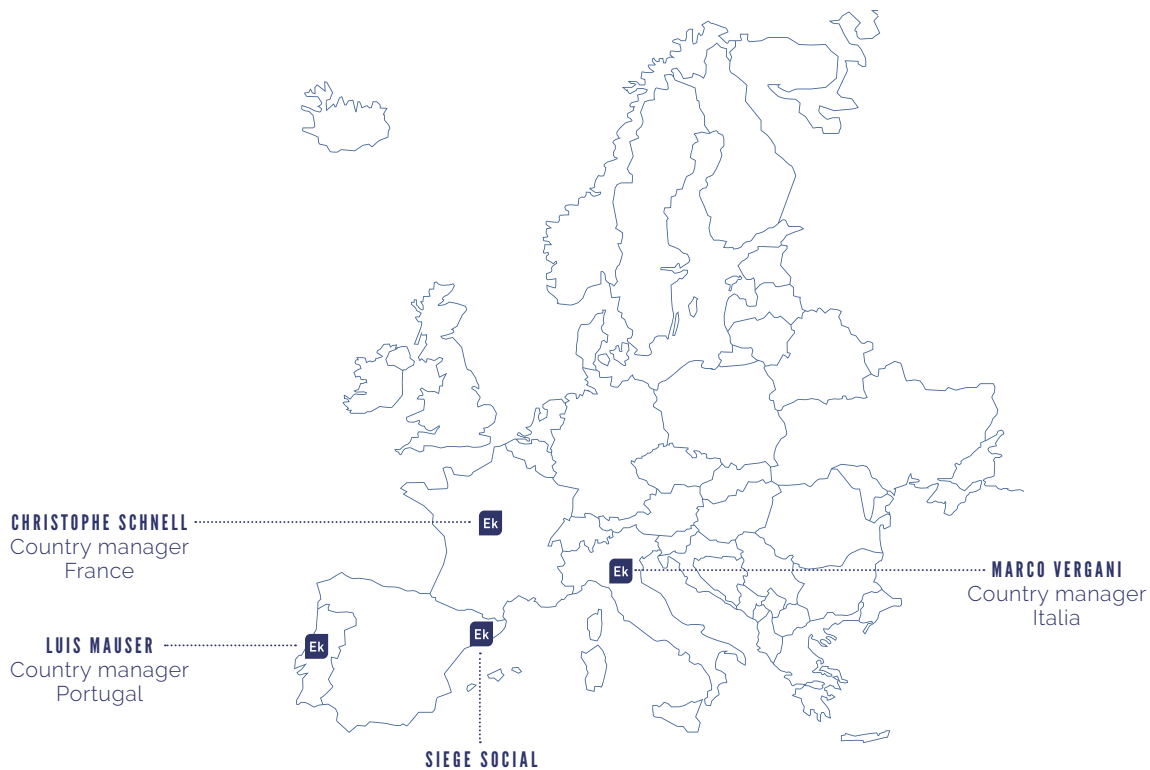 CHRISTOPHE SCHNELL
Country manager
France
Ek
Ek
MARCO VERGANI
Country manager
Italia
LUIS MAUSER
Country manager
Portugal
Ek
Ek
SIEGE SOCIAL